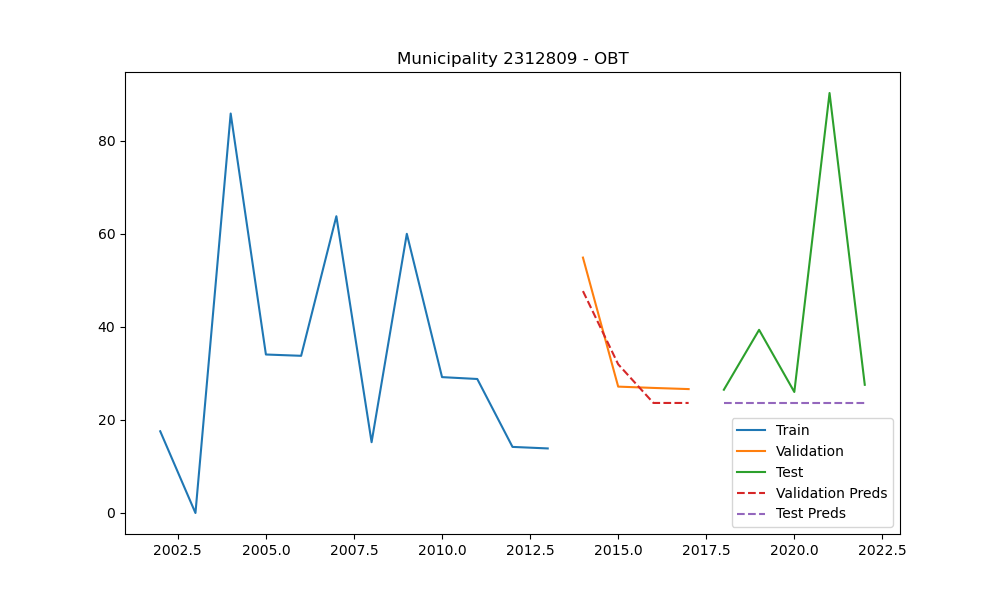 Municipality 2312809 - OBT
80
60
40
20
0
2002.5 2005.0 2007.5 2010.0 2012.5 2015.0 2017.5 2020.0 2022.5
Train
Validation
Test
Validation Preds
Test Preds